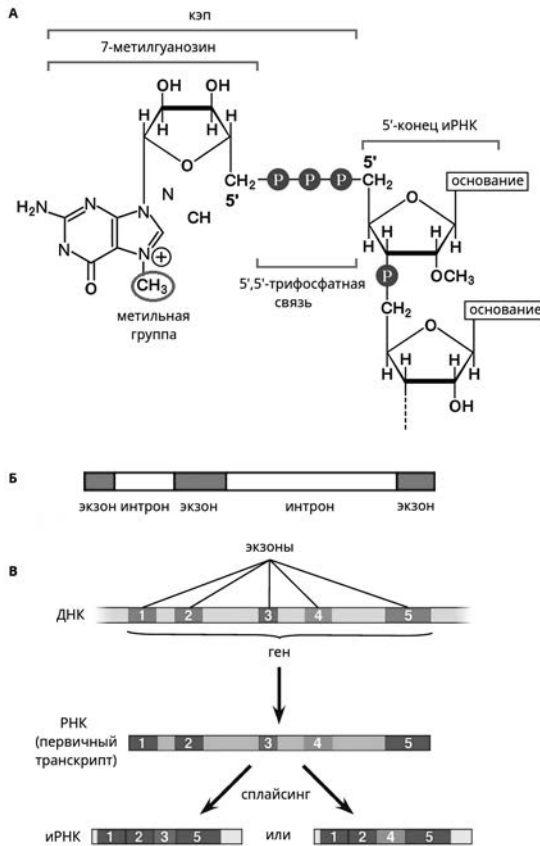 А
кэп
7-метилгуанозин
OH OH
H H
H H
O
5'-конец иРНК
5'
CH₂ P P P CH₂
5'
основание
N
CH
H₂N N N
N
HN N
+
O
CH₃
метильная
группа
5',5'-трифосфатная
связь
O
H H
H H
P OCH₃
CH₂
основание
O
H H
H H
OH
Б
экзон интрон экзон интрон экзон
В
экзоны
ДНК 1 2 3 4 5
ген
РНК
(первичный
транскрипт)
1 2 3 4 5
сплайсинг
иРНК 1 2 3 5 или 1 2 4 5